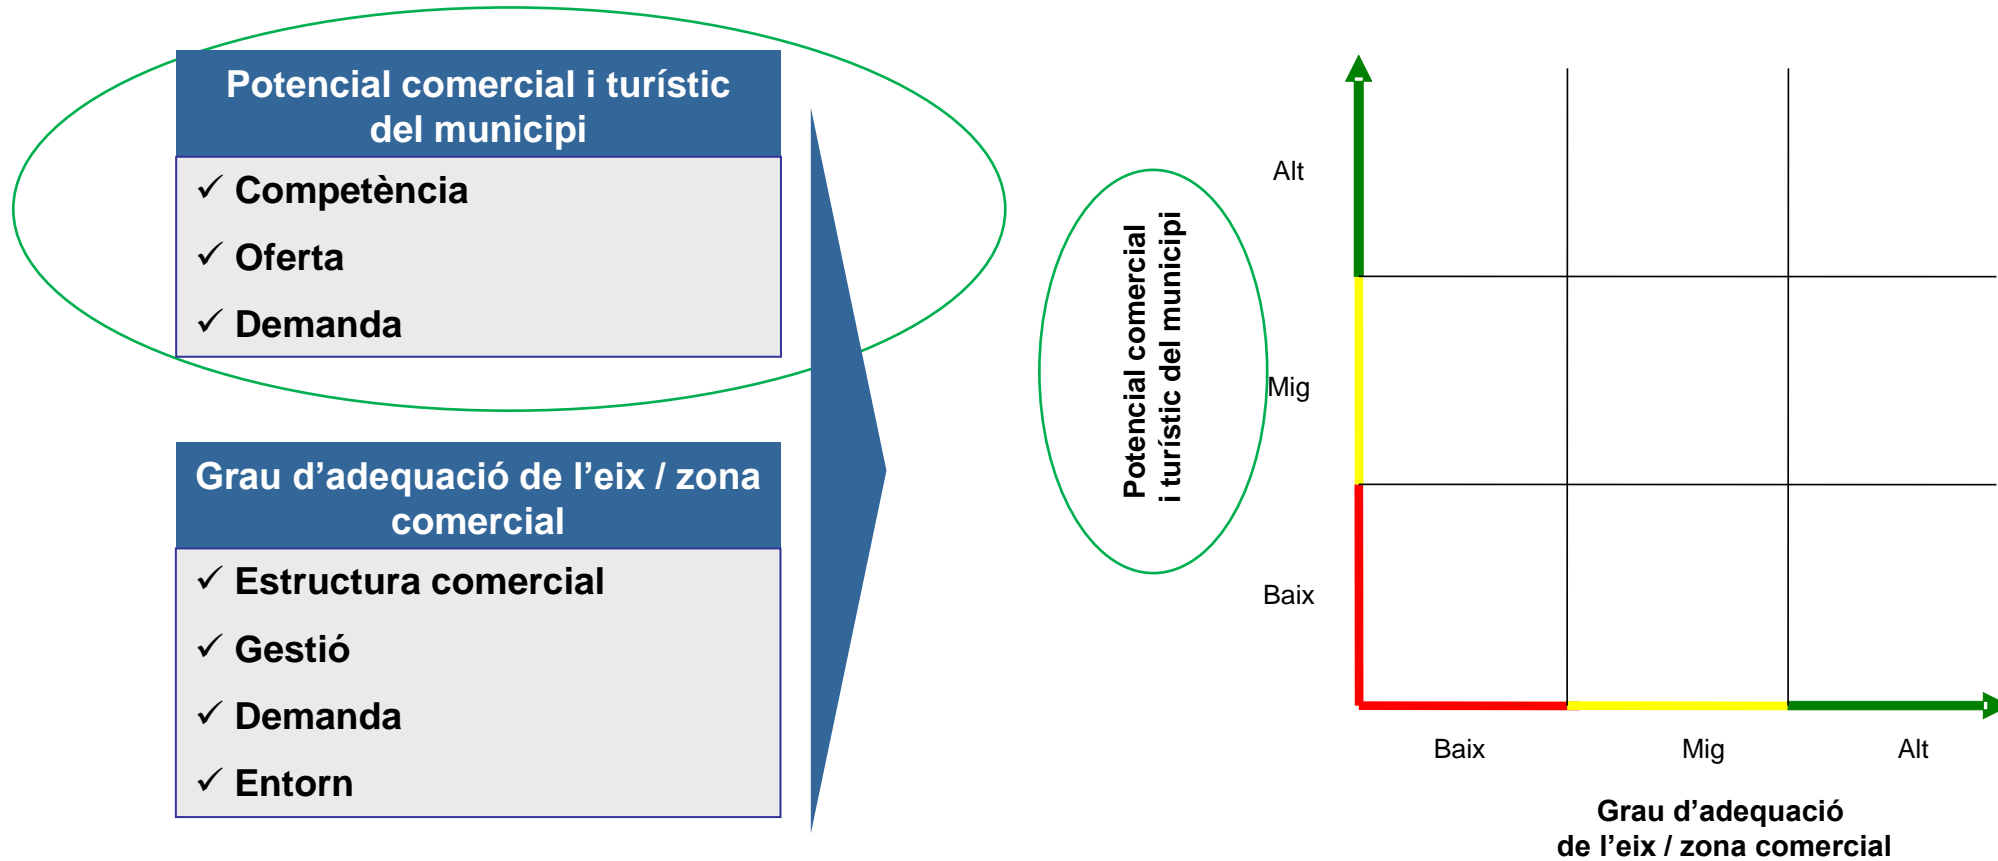 Potencial comercial i turístic
del municipi
✓ Competència
✓ Oferta
✓ Demanda
Grau d’adequació de l’eix / zona
comercial
✓ Estructura comercial
✓ Gestió
✓ Demanda
✓ Entorn
Potencial comercial
i turístic del municipi
Alt
Mig
Baix
Baix
Mig
Alt
Grau d’adequació
de l’eix / zona comercial